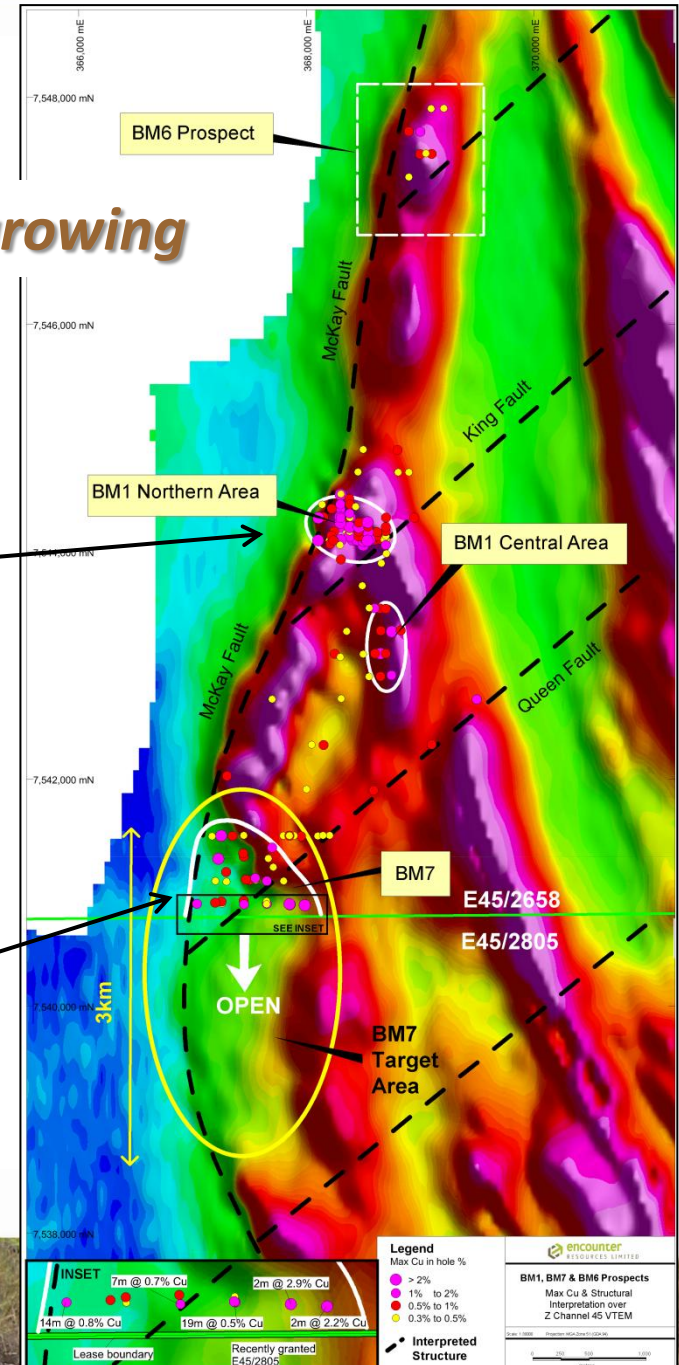 366,000 mE
368,000 mE
370,000 mE
7,548,000 mN
BM6 Prospect
rowing
McKay Fault
7,546,000 mN
King Fault
BM1 Northern Area
BM1 Central Area
McKay Fault
Queen Fault
7,542,000 mN
BM7
E45/2658
SEE INSET
E45/2805
OPEN
3km
7,540,000 mN
BM7
Target
Area
7,538,000 mN
INSET
7m @ 0.7% Cu
2m @ 2.9% Cu
14m @ 0.8% Cu
19m @ 0.5% Cu
2m @ 2.2% Cu
Lease boundary
Recently granted
E45/2805
Legend
Max Cu in hole %
> 2%
1% to 2%
0.5% to 1%
0.3% to 0.5%
Interpreted
Structure
encounter
RESOURCES LIMITED
BM1, BM7 & BM6 Prospects
Max Cu & Structural
Interpretation over
Z Channel 45 VTEM
0 250 500 1,000